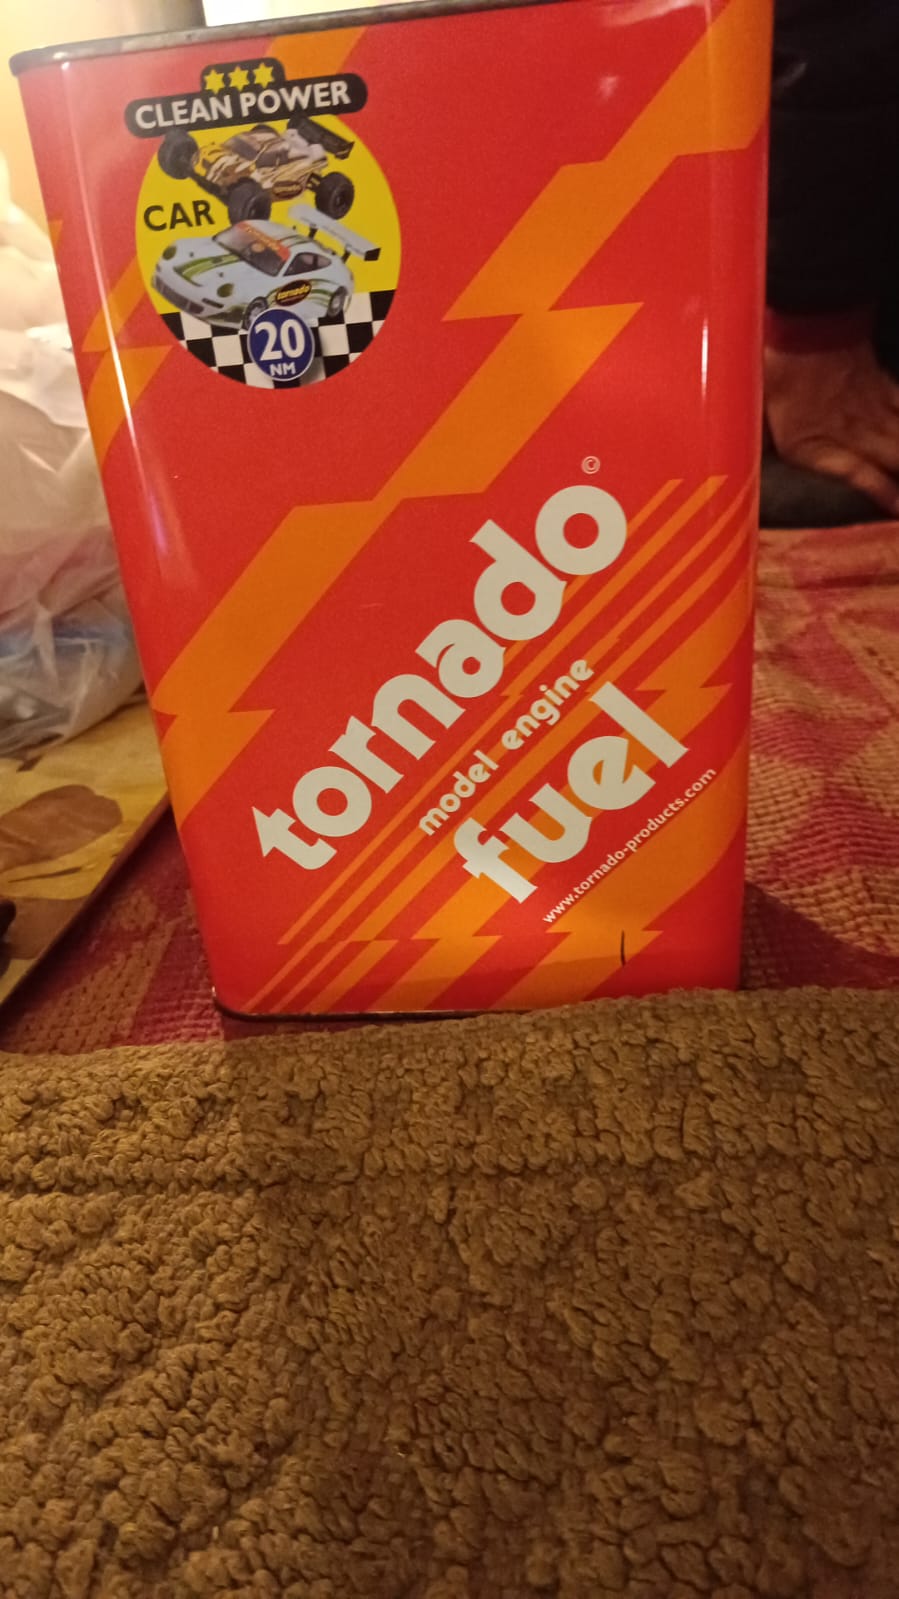 CLEAN POWER
CAR
20
NM
©
tornado
model engine
fuel
www.tornado-products.com